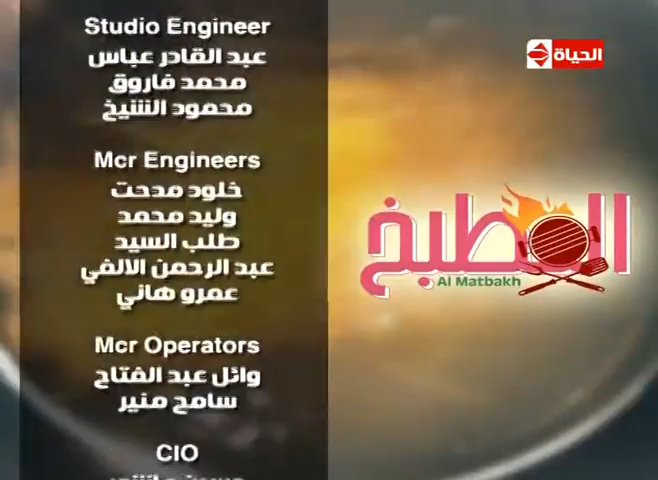 Studio Engineer
عبد القادر عباس
محمد فاروق
محمود الشيخ
Mcr Engineers
خلود مدحت
وليد محمد
طلب السيد
عبد الرحمن الالفي
عمرو هاني
Mcr Operators
وائل عبد الفتاح
سامح منير
CIO
الحياة
المطبخ
Al Matbakh